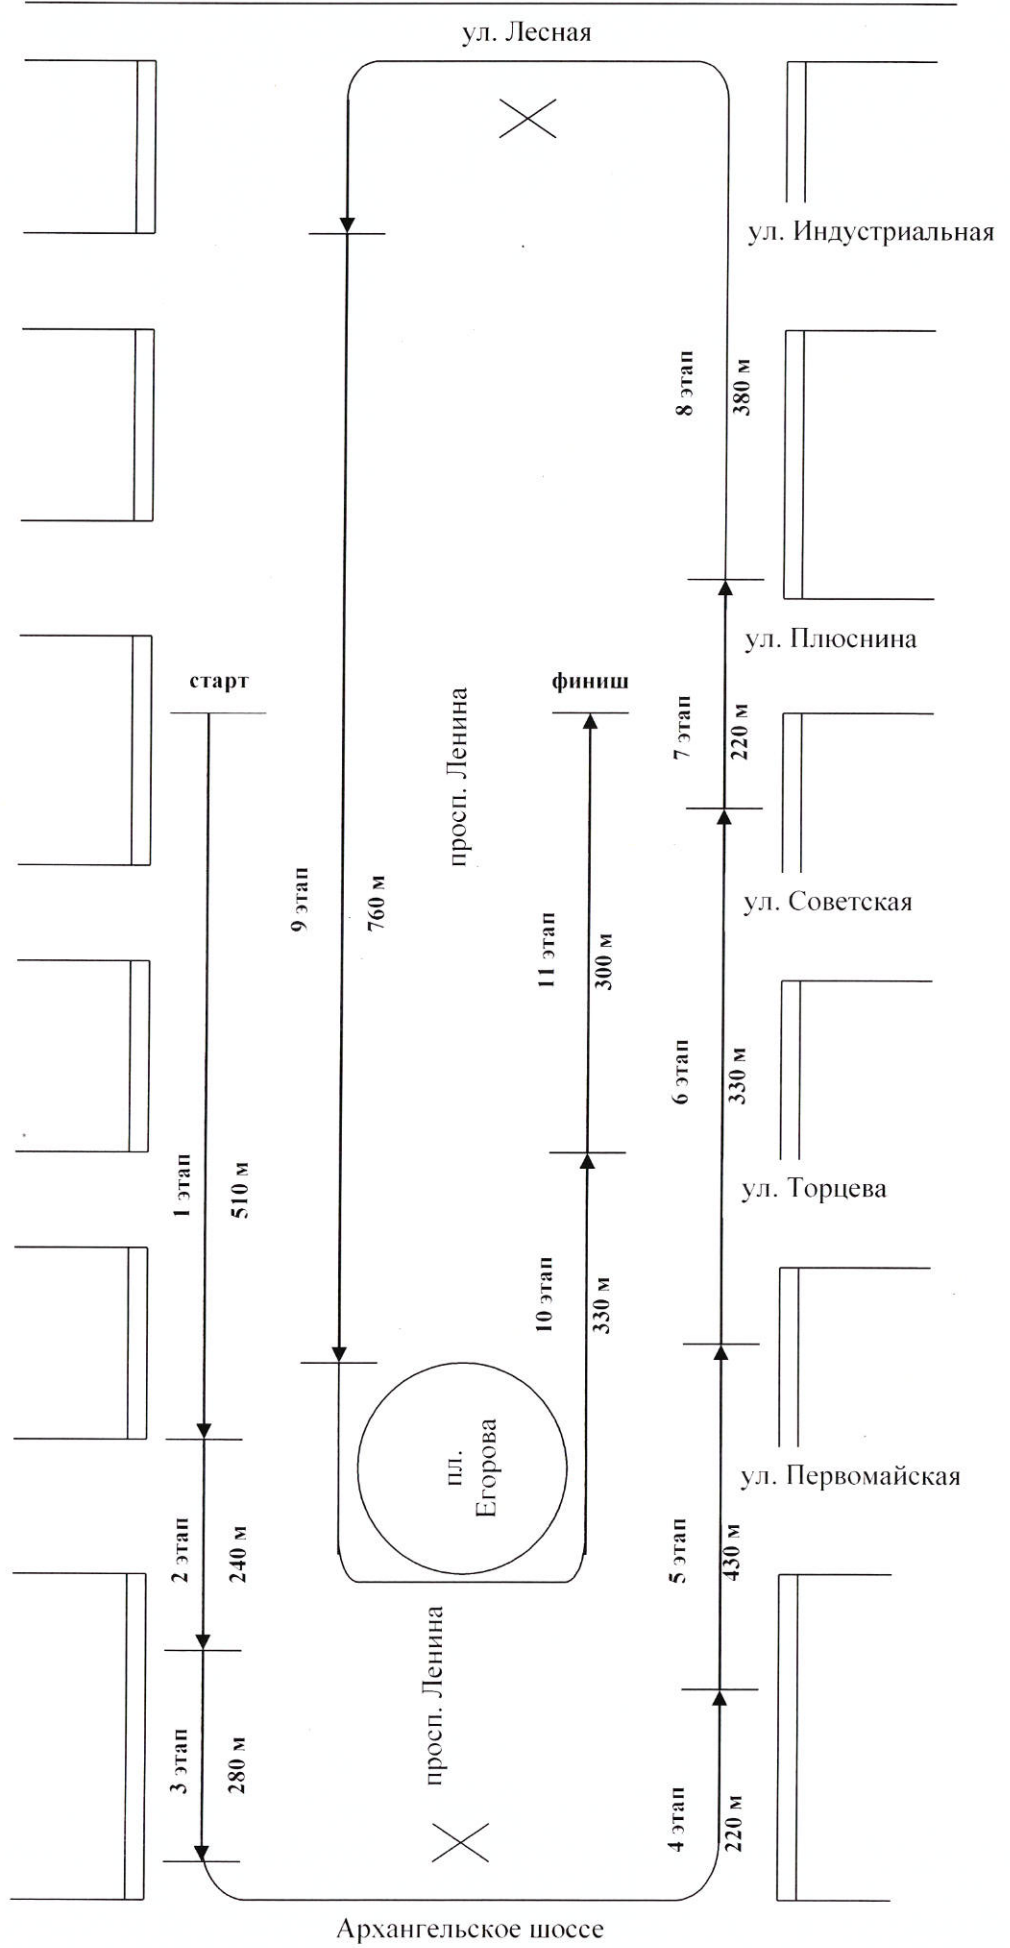 ул. Лесная
ул. Индустриальная
8 этап
380 м
ул. Плюснина
старт
финиш
просп. Ленина
7 этап
220 м
9 этап
760 м
ул. Советская
11 этап
300 м
6 этап
330 м
1 этап
510 м
ул. Торцева
10 этап
330 м
пл.
Егорова
ул. Первомайская
2 этап
240 м
5 этап
430 м
просп. Ленина
3 этап
280 м
4 этап
220 м
Архангельское шоссе